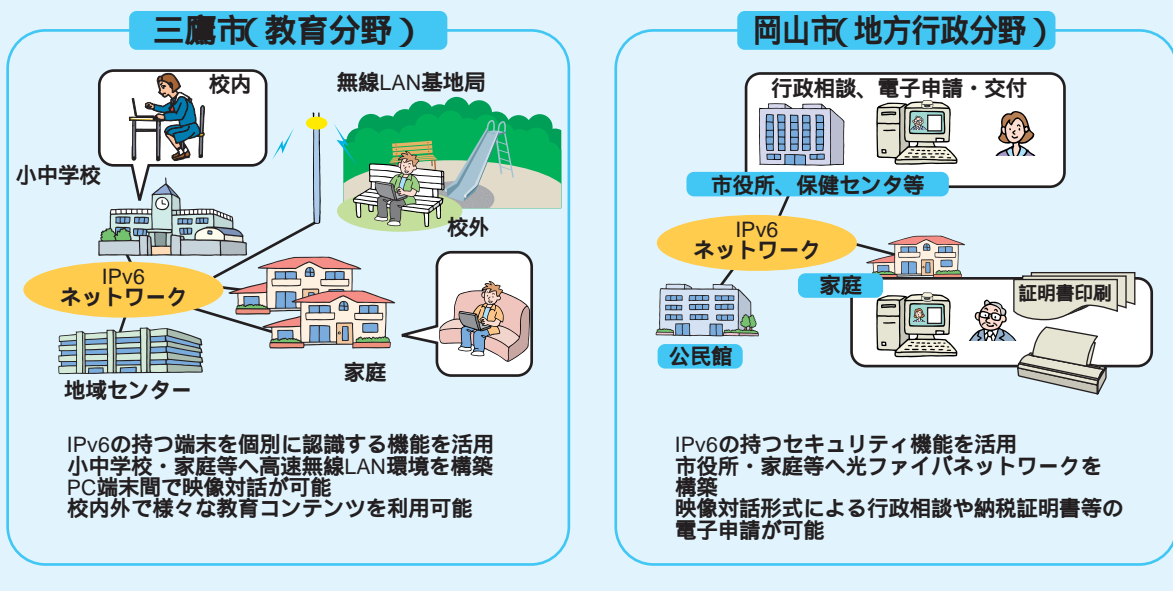 三鷹市(教育分野)
校内
無線LAN基地局
小中学校
校外
IPv6
ネットワーク
家庭
地域センター
IPv6の持つ端末を個別に認識する機能を活用
小中学校・家庭等へ高速無線LAN環境を構築
PC端末間で映像対話が可能
校内外で様々な教育コンテンツを利用可能
岡山市(地方行政分野)
行政相談、電子申請・交付
市役所、保健センタ等
IPv6
ネットワーク
家庭
証明書印刷
公民館
IPv6の持つセキュリティ機能を活用
市役所・家庭等へ光ファイバネットワークを
構築
映像対話形式による行政相談や納税証明書等の
電子申請が可能